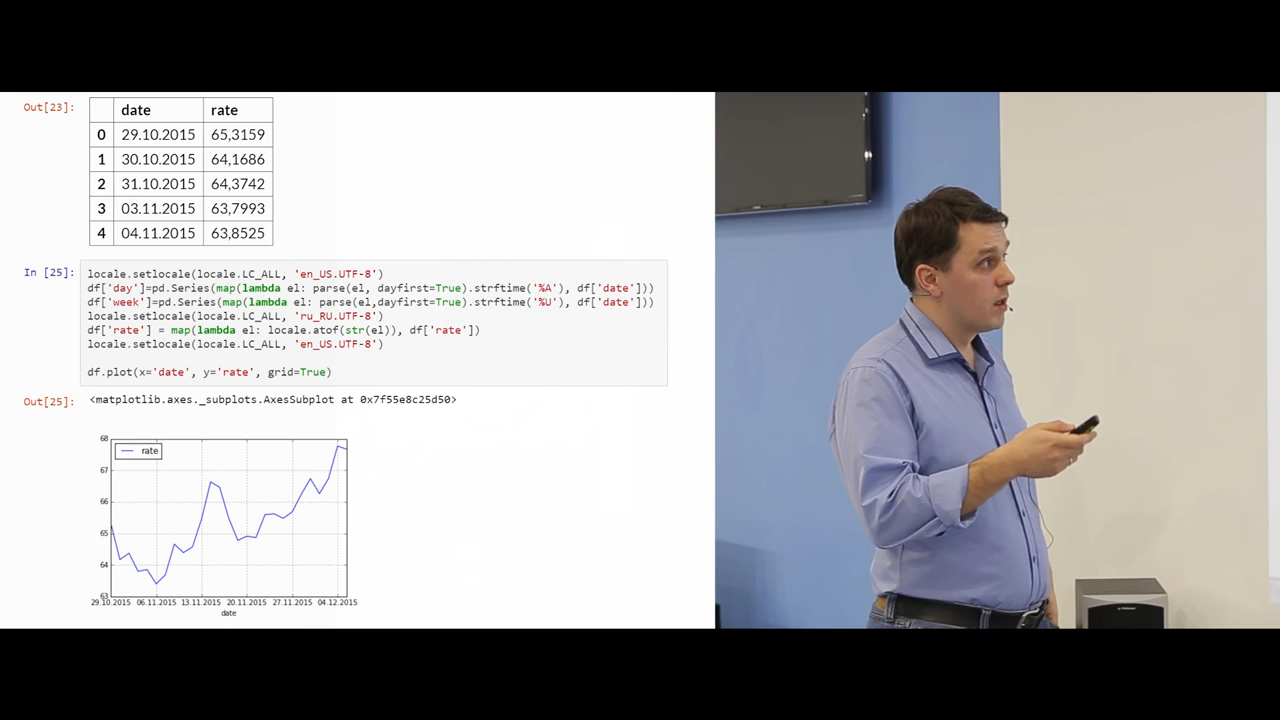 Out[23]:
date rate
0 29.10.2015 65,3159
1 30.10.2015 64,1686
2 31.10.2015 64,3742
3 03.11.2015 63,7993
4 04.11.2015 63,8525
In [25]:
locale.setlocale(locale.LC_ALL, 'en_US.UTF-8')
df['day']=pd.Series(map(lambda el: parse(el, dayfirst=True).strftime('%A'), df['date']))
df['week']=pd.Series(map(lambda el: parse(el,dayfirst=True).strftime('%U'), df['date']))
locale.setlocale(locale.LC_ALL, 'ru_RU.UTF-8')
df['rate'] = map(lambda el: locale.atof(str(el)), df['rate'])
locale.setlocale(locale.LC_ALL, 'en_US.UTF-8')
df.plot(x='date', y='rate', grid=True)
Out[25]:
<matplotlib.axes._subplots.AxesSubplot at 0x7f55e8c25d50>
68
rate
67
66
65
64
63
29.10.2015 06.11.2015 13.11.2015 20.11.2015 27.11.2015 04.12.2015
date